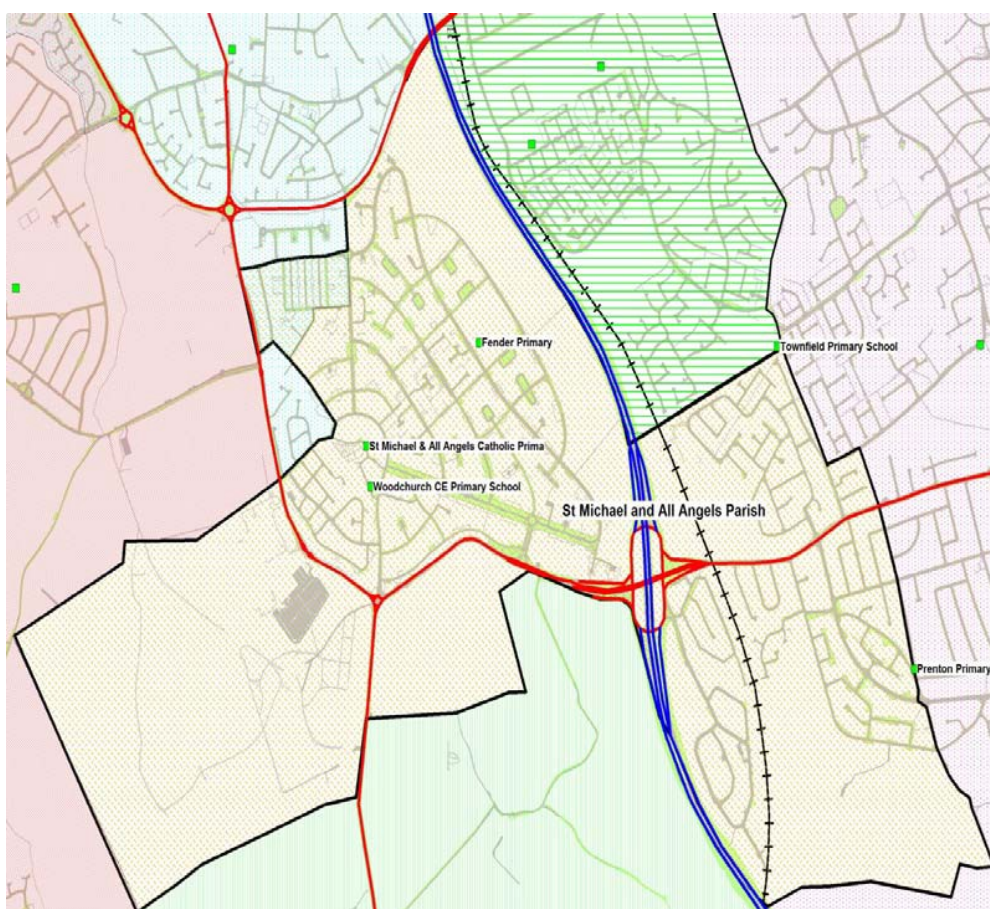 Fender Primary
Townfield Primary School
St Michael & All Angels Catholic Prima
Woodchurch CE Primary School
St Michael and All Angels Parish
Prenton Primary